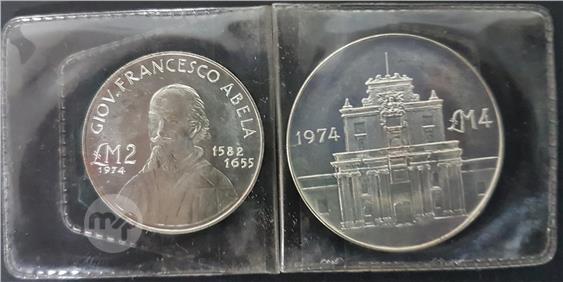 GIOV. FRANCESCO ABELA
£M2
1974
1582
1655
1974
£M4